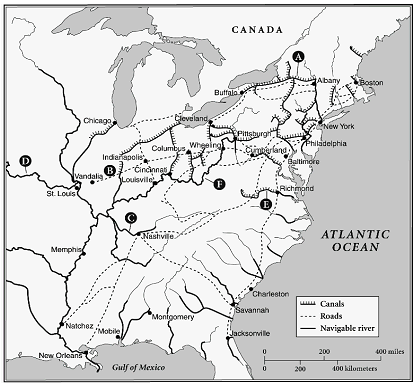 CANADA
A
Albany
Boston
Buffalo
Cleveland
Chicago
New York
Pittsburgh
Columbus
Wheeling
Philadelphia
Indianapolis
Cumberland
Baltimore
D
B
Cincinnati
Vandalia
Louisville
F
St. Louis
Richmond
E
C
Nashville
ATLANTIC
OCEAN
Memphis
Charleston
Canals
Roads
Navigable river
Savannah
Montgomery
Natchez
Mobile
Jacksonville
New Orleans
Gulf of Mexico
0 200 400 miles
0 200 400 kilometers